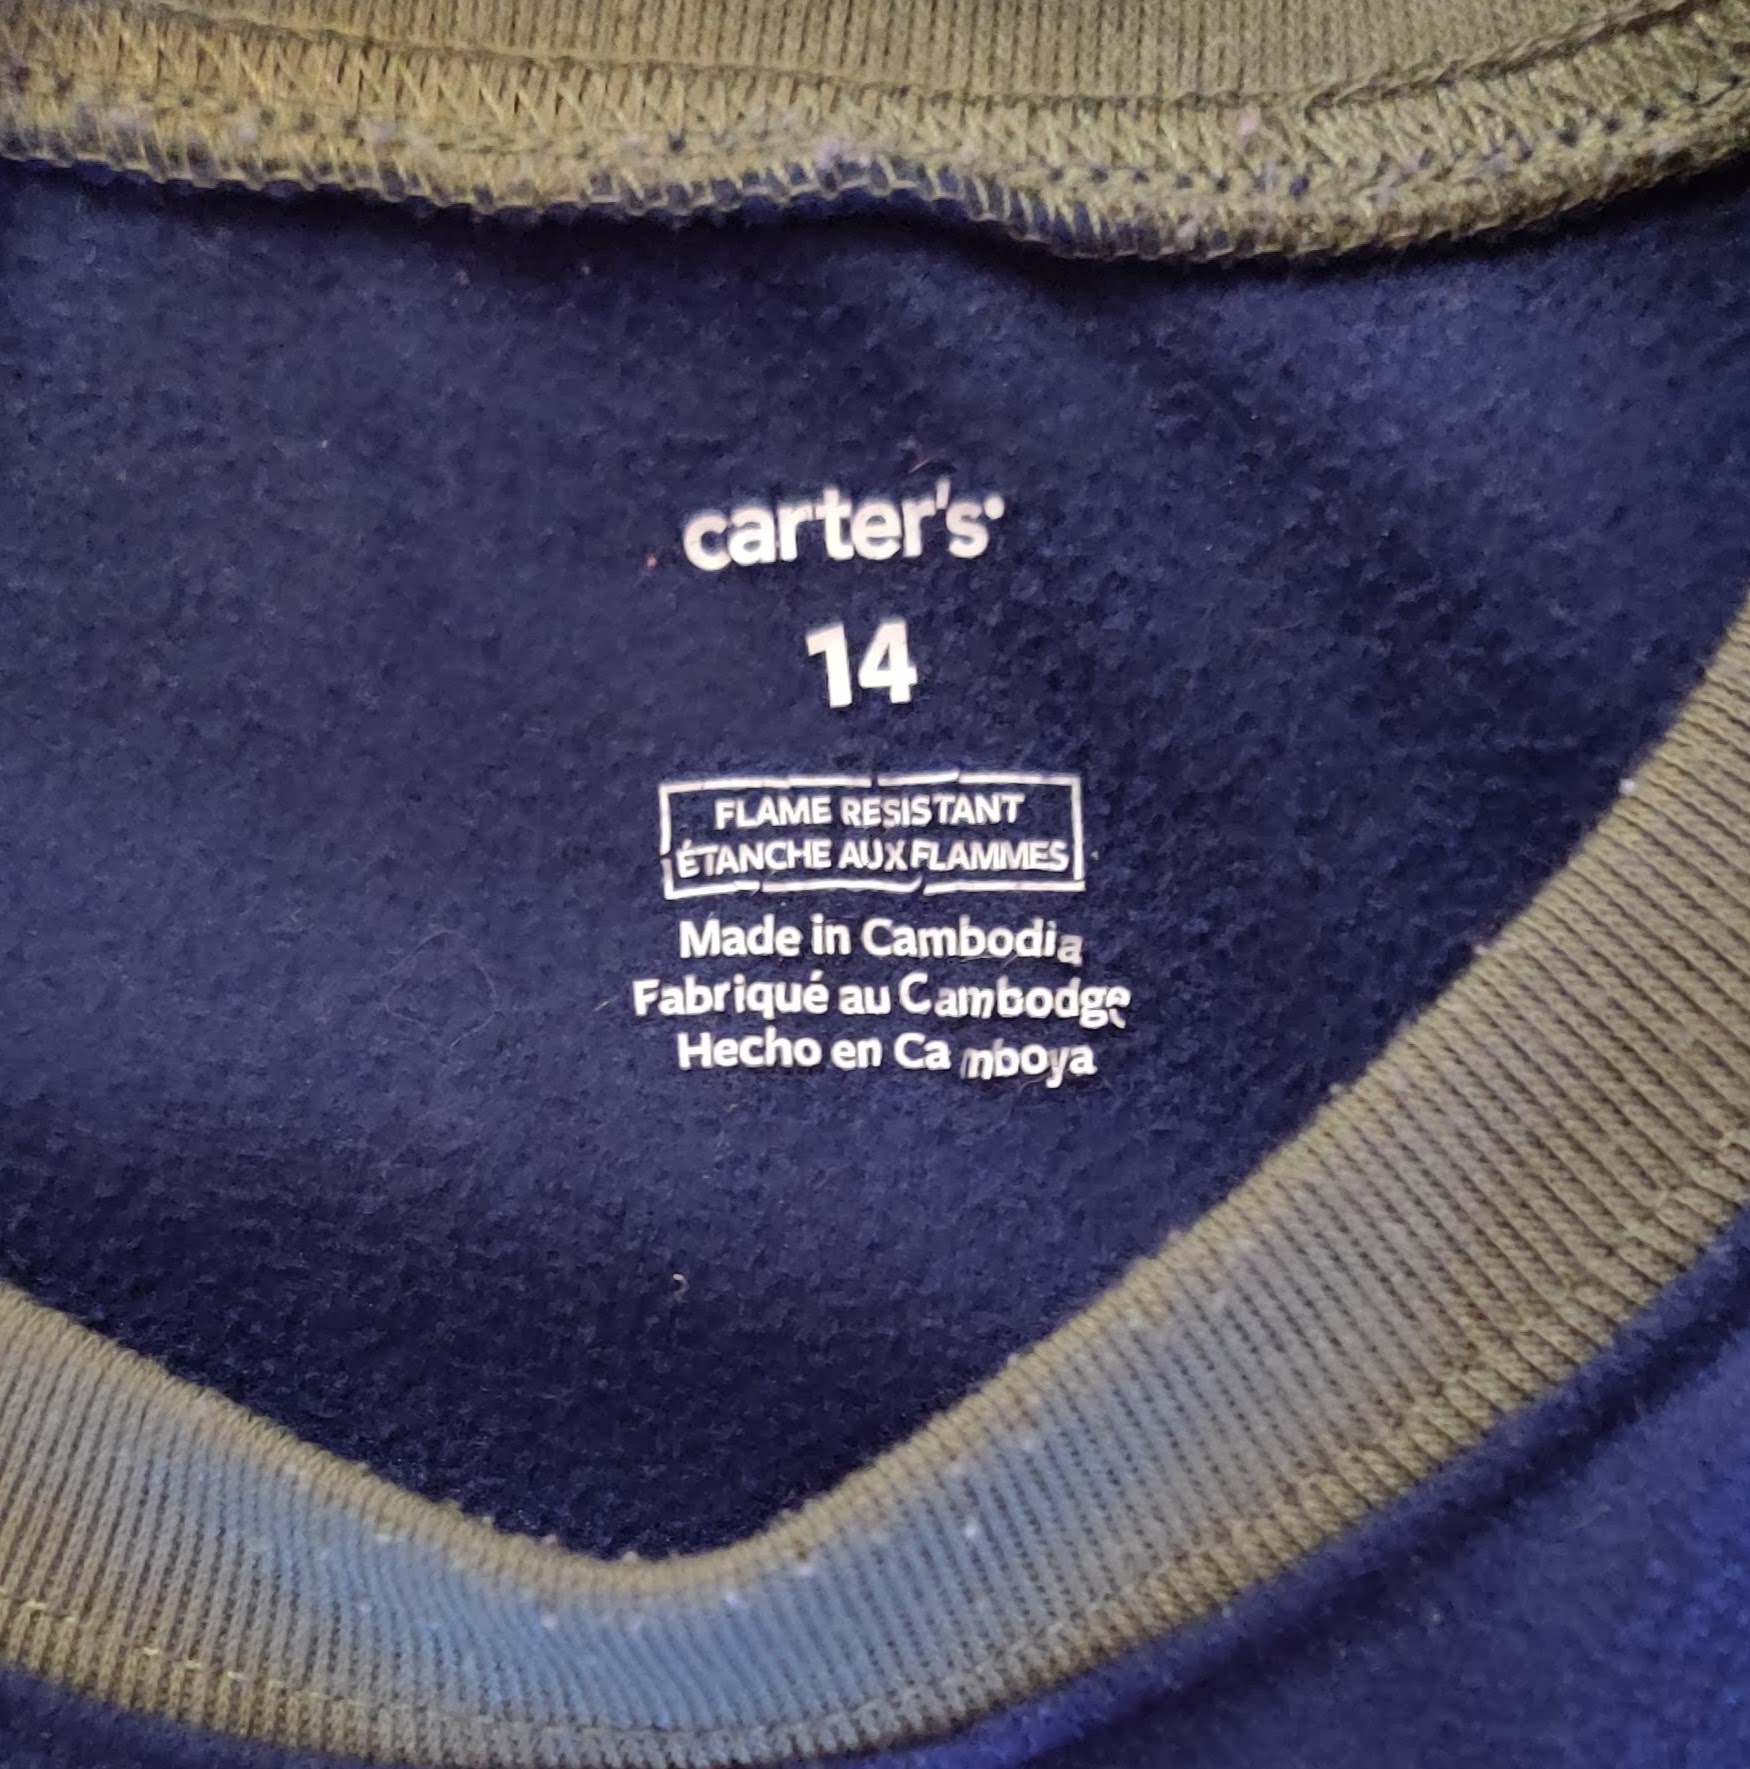 carter's
14
FLAME RESISTANT
ÉTANCHE AUX FLAMMES
Made in Cambodia
Fabriqué au Cambodge
Hecho en Camboya